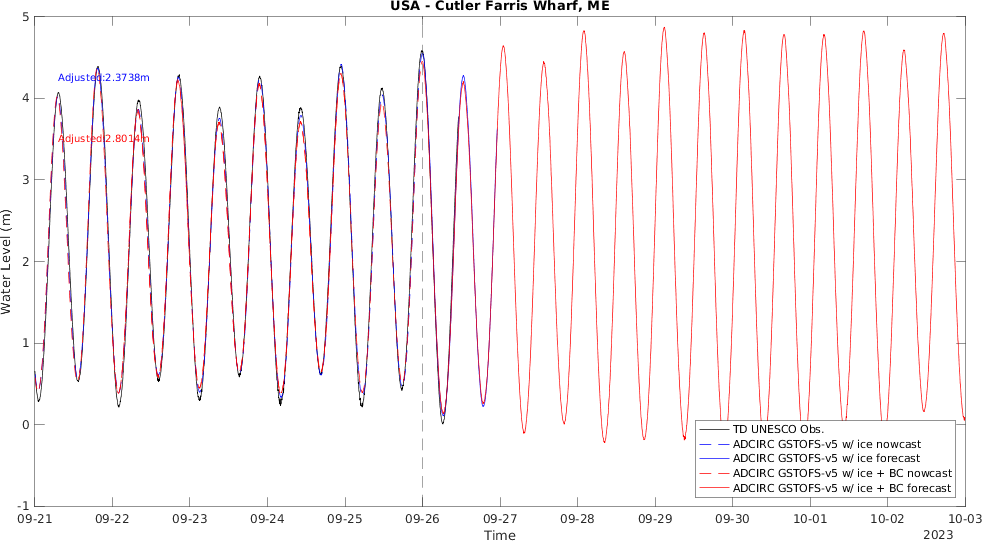 USA - Cutler Farris Wharf, ME
5
4
3
2
1
0
-1
Water Level (m)
Adjusted:2.3738m
Adjusted:2.8014m
TD UNESCO Obs.
ADCIRC GSTOFS-v5 w/ ice nowcast
ADCIRC GSTOFS-v5 w/ ice forecast
ADCIRC GSTOFS-v5 w/ ice + BC nowcast
ADCIRC GSTOFS-v5 w/ ice + BC forecast
09-21 09-22 09-23 09-24 09-25 09-26 09-27 09-28 09-29 09-30 10-01 10-02 10-03
Time 2023